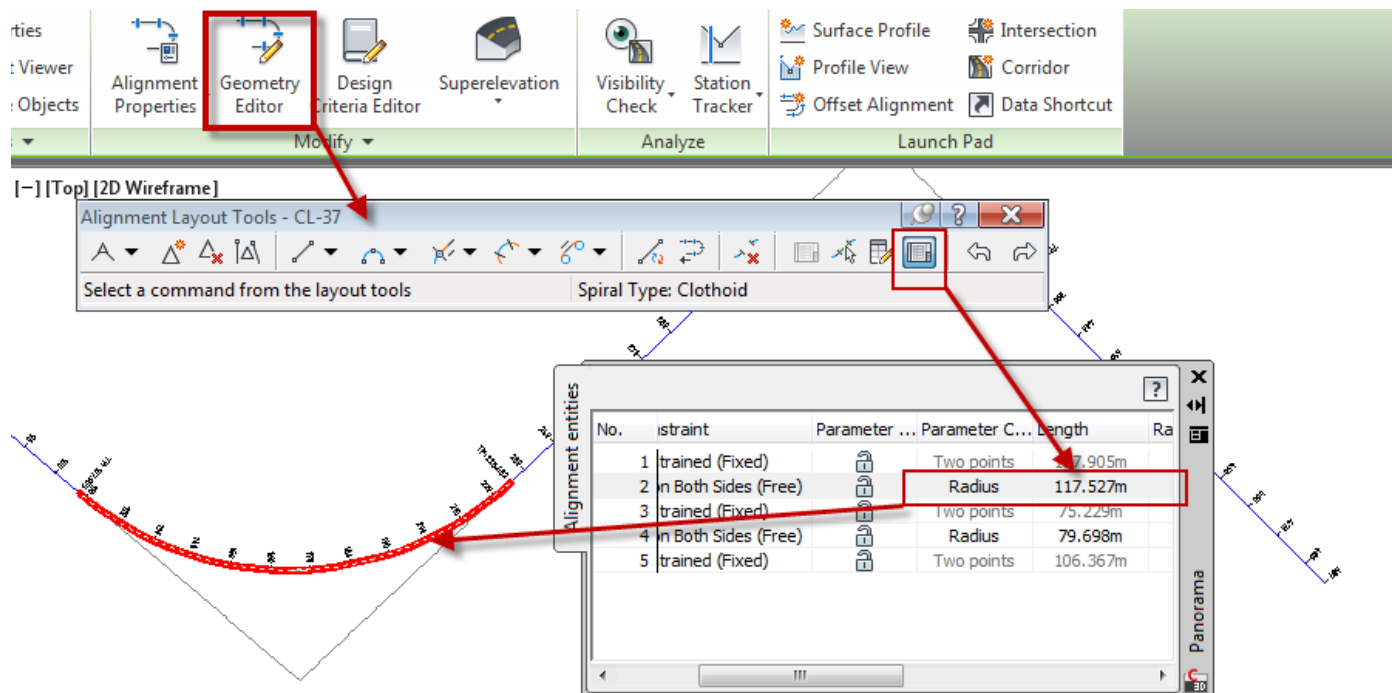 rties
t Viewer
e Objects
Alignment
Properties
Geometry
Editor
Design
Criteria Editor
Superelevation
Modify
Visibility
Check
Station
Tracker
Analyze
Surface Profile
Intersection
Profile View
Corridor
Offset Alignment
Data Shortcut
Launch Pad
[−] [Top] [2D Wireframe]
Alignment Layout Tools - CL-37
Select a command from the layout tools
Spiral Type: Clothoid
Alignment entities
No. ıstraint Parameter ... Parameter C... Length Ra
1 trained (Fixed) Two points
2 n Both Sides (Free) Radius 117.527m
3 trained (Fixed) Two points 75.229m
4 n Both Sides (Free) Radius 79.698m
5 trained (Fixed) Two points 106.367m
Panorama